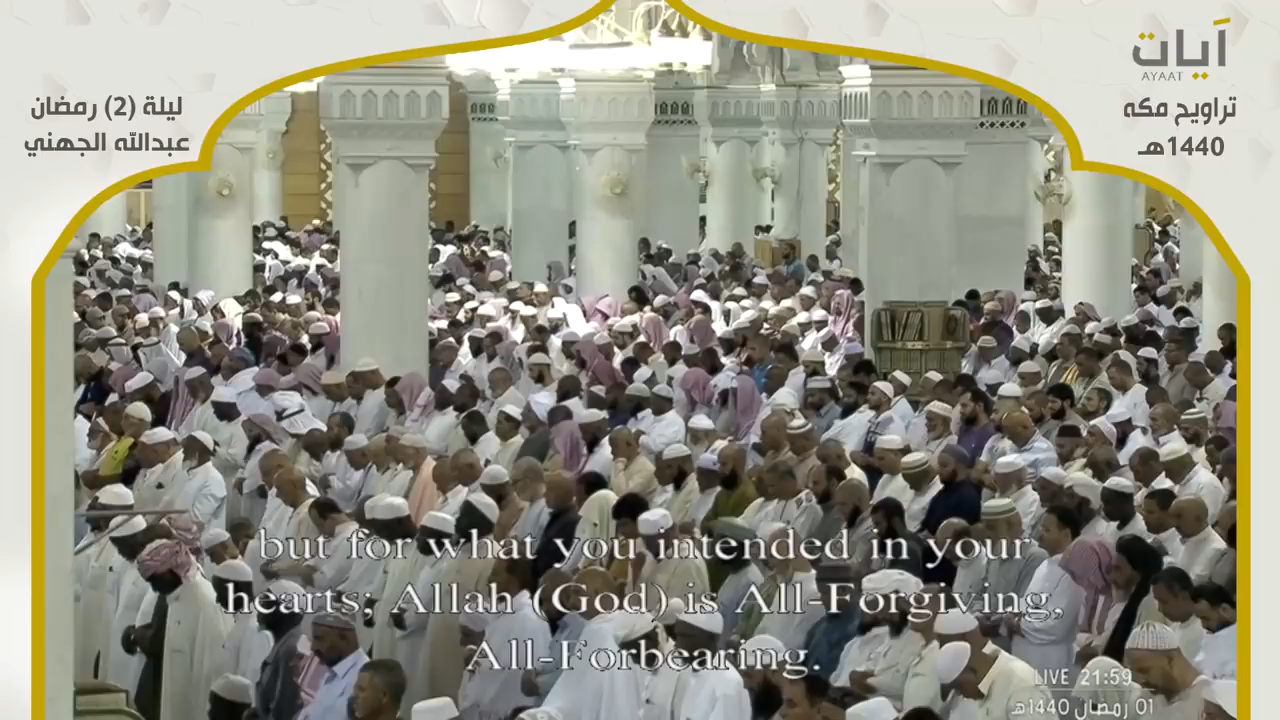 آيات
AYAAT
تراويح مكه
1440هـ
ليلة (2) رمضان
عبدالله الجهني
but for what you intended in your
hearts; Allah (God) is All-Forgiving,
All-Forbearing.
LIVE 21:59
01 رمضان 1440هـ